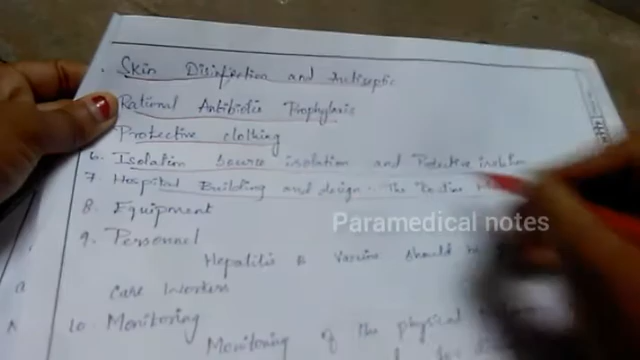 Skin Disinfection and Antiseptic
Rational Antibiotic Prophylaxis
Protective clothing
6. Isolation source isolation and Protective isolation
7. Hospital Building and design. The Routine
8. Equipment
Paramedical notes
9. Personnel
Hepatitis B vaccine should
care workers
10. Monitoring
Monitoring of the physical